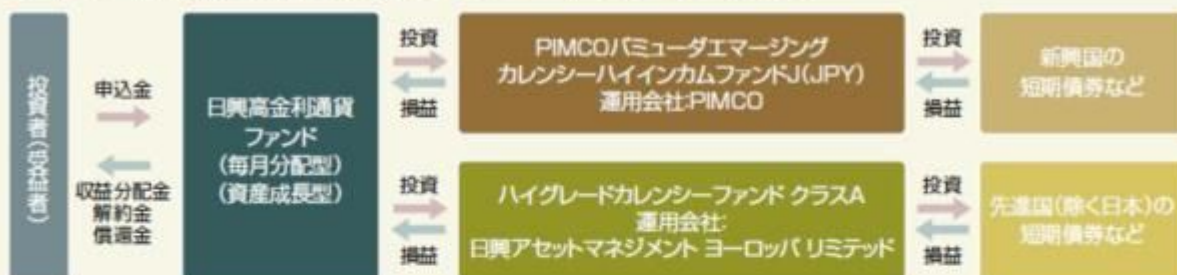 投資者(受益者)
申込金
収益分配金
解約金
償還金
日興高金利通貨
ファンド
(毎月分配型)
(資産成長型)
投資
損益
PIMCOバミューダエマージング
カレンシーハイインカムファンドJ(JPY)
運用会社:PIMCO
投資
損益
新興国の
短期債券など
投資
損益
ハイグレードカレンシーファンド クラスA
運用会社:
日興アセットマネジメント ヨーロッパ リミテッド
投資
損益
先進国(除く日本)の
短期債券など